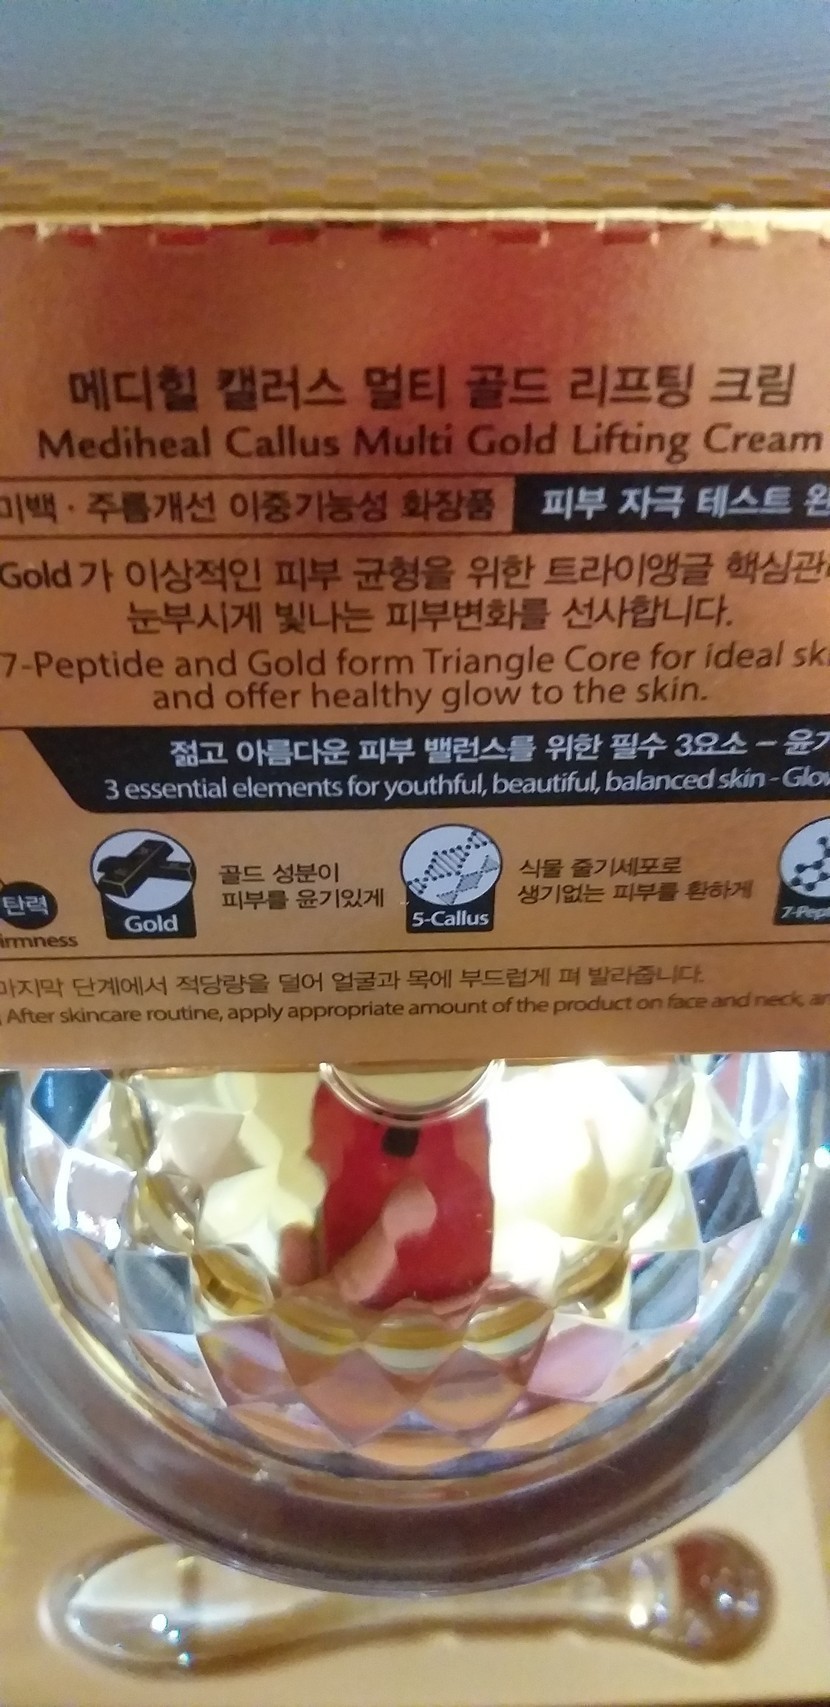 메디힐 캘러스 멀티 골드 리프팅 크림
Mediheal Callus Multi Gold Lifting Cream
미백 · 주름개선 이중기능성 화장품
피부 자극 테스트
Gold가 이상적인 피부 균형을 위한 트라이앵글
눈부시게 빛나는 피부변화를 선사합니다.
7-Peptide and Gold form Triangle Core for ideal
and offer healthy glow to the skin.
젊고 아름다운 피부 밸런스를 위한 필수 3요소 –
3 essential elements for youthful, beautiful, balanced skin -
탄력
Gold
골드 성분이
피부를 윤기있게
5-Callus
식물 줄기세포로
생기없는 피부를 환하게
마지막 단계에서 적당량을 덜어 얼굴과 목에 부드럽게 펴 발라줍니다.
After skincare routine, apply appropriate amount of the product on face and neck,